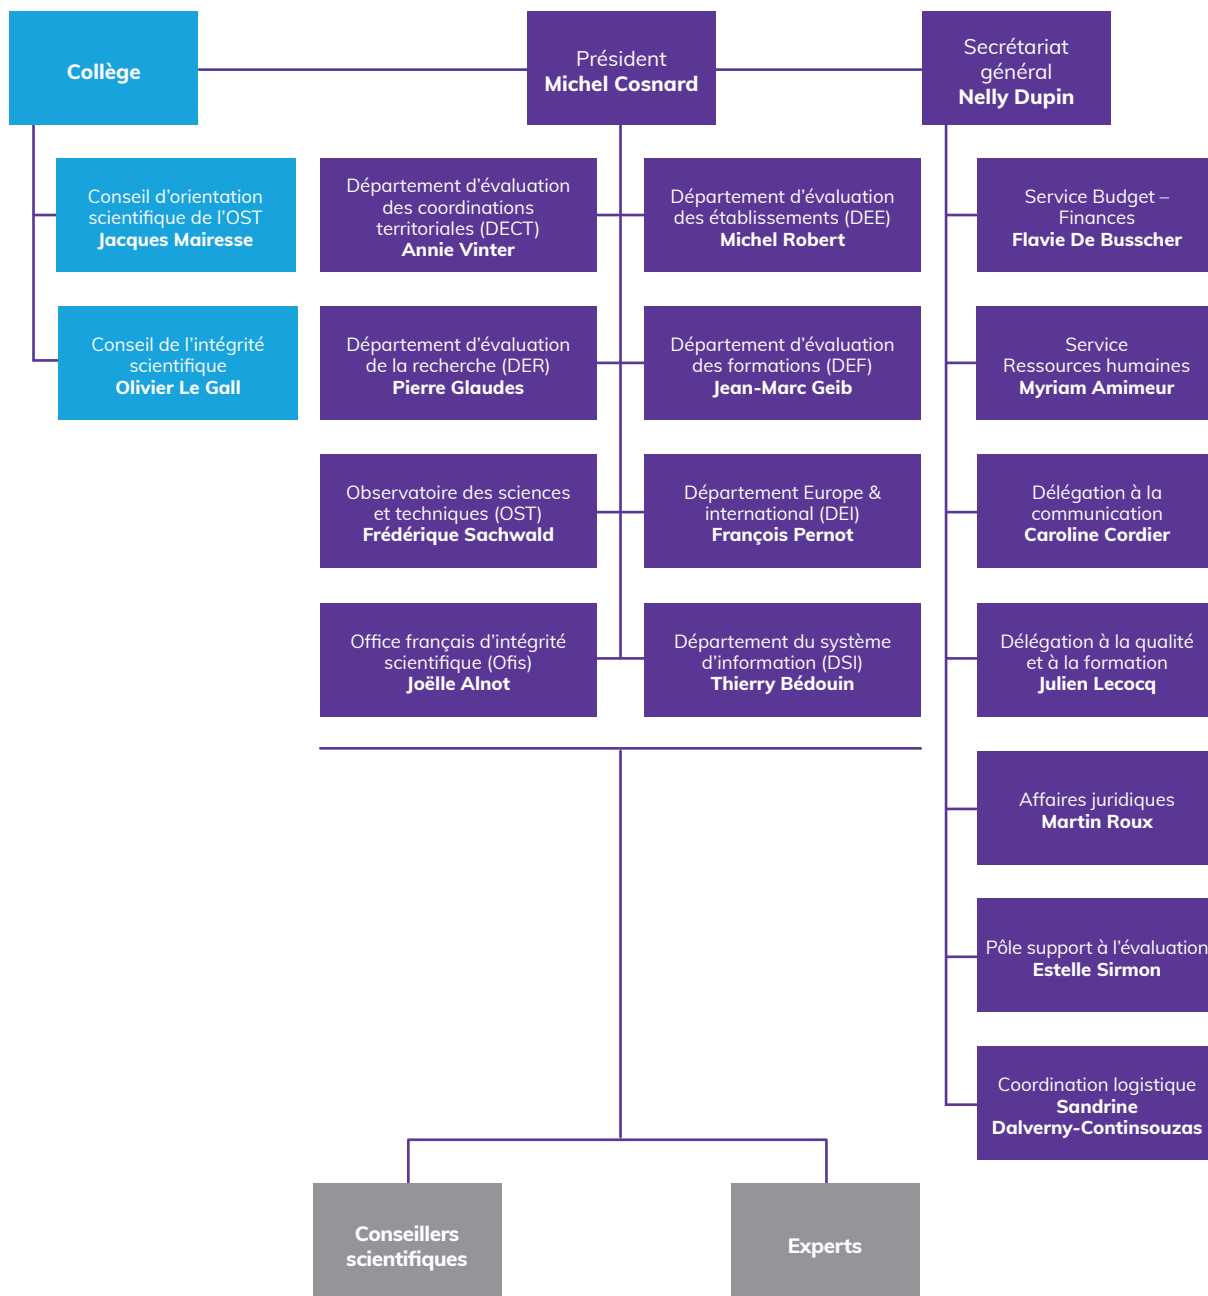 Collège
Président
Michel Cosnard
Secrétariat
général
Nelly Dupin
Conseil d’orientation
scientifique de l’OST
Jacques Mairesse
Conseil de l’intégrité
scientifique
Olivier Le Gall
Département d’évaluation
des coordinations
territoriales (DECT)
Annie Vinter
Département d’évaluation
des établissements (DEE)
Michel Robert
Département d’évaluation
de la recherche (DER)
Pierre Glaudes
Département d’évaluation
des formations (DEF)
Jean-Marc Geib
Observatoire des sciences
et techniques (OST)
Frédérique Sachwald
Département Europe &
international (DEI)
François Pernot
Office français d’intégrité
scientifique (Ofis)
Joëlle Alnot
Département du système
d’information (DSI)
Thierry Bédouin
Service Budget –
Finances
Flavie De Busscher
Service
Ressources humaines
Myriam Amimeur
Délégation à la
communication
Caroline Cordier
Délégation à la qualité
et à la formation
Julien Lecocq
Affaires juridiques
Martin Roux
Pôle support à l’évaluation
Estelle Sirmon
Coordination logistique
Sandrine
Dalverny-Continsouzas
Conseillers
scientifiques
Experts